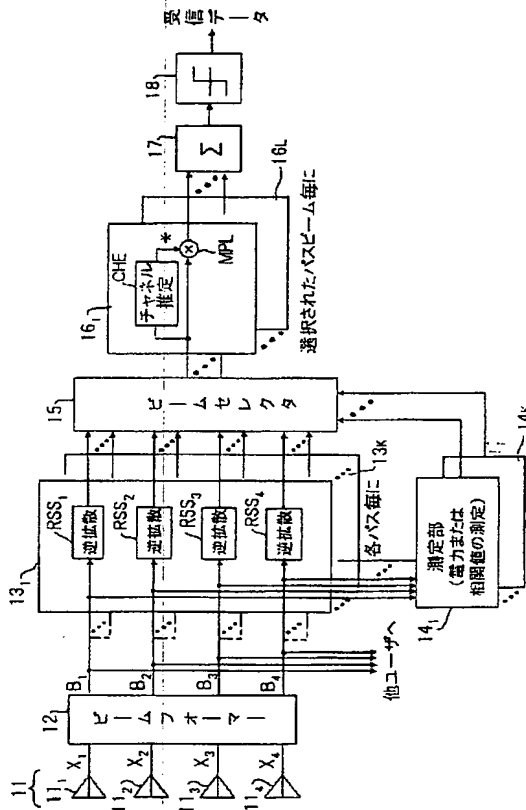 11
11₁
11₂
11₃
11₄
X₁
X₂
X₃
X₄
12
ビームフォーマー
B₁
B₂
B₃
B₄
他ユーザへ
13₁
RSS₁
逆拡散
RSS₂
逆拡散
RSS₃
逆拡散
RSS₄
逆拡散
13K
各パス毎に
14₁
測定部
(電力または
相関値の測定)
14K
15
ビームセレクタ
16₁
CHE
チャネル
推定
*
MPL
16L
選択されたパスビーム毎に
17
Σ
18
受信データ